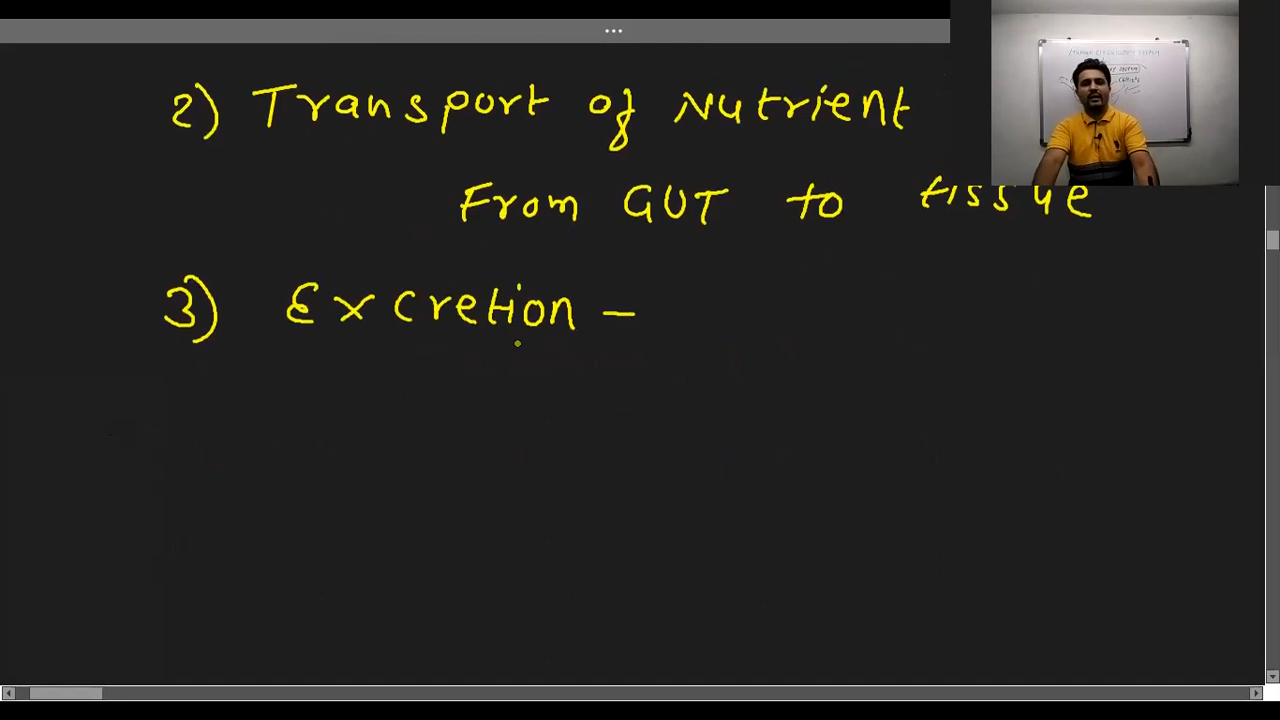 2) Transport of Nutrient
From GUT to tissue
3) Excretion -